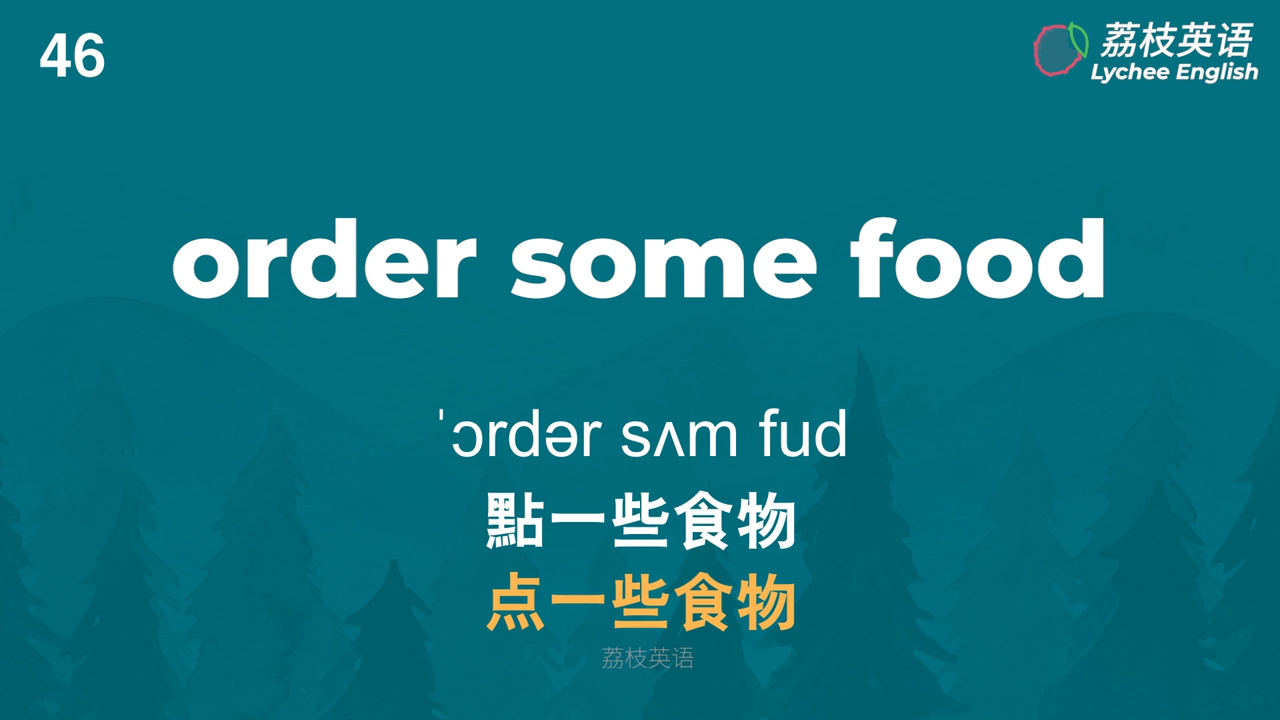 46
荔枝英语
Lychee English
order some food
ˈɔrdər sʌm fud
點一些食物
点一些食物
荔枝英语